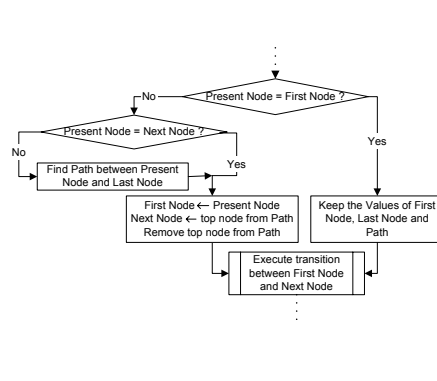 Present Node = First Node ?
No
Present Node = Next Node ?
Yes
No
Yes
Find Path between Present
Node and Last Node
First Node ← Present Node
Next Node ← top node from Path
Remove top node from Path
Keep the Values of First
Node, Last Node and
Path
Execute transition
between First Node
and Next Node